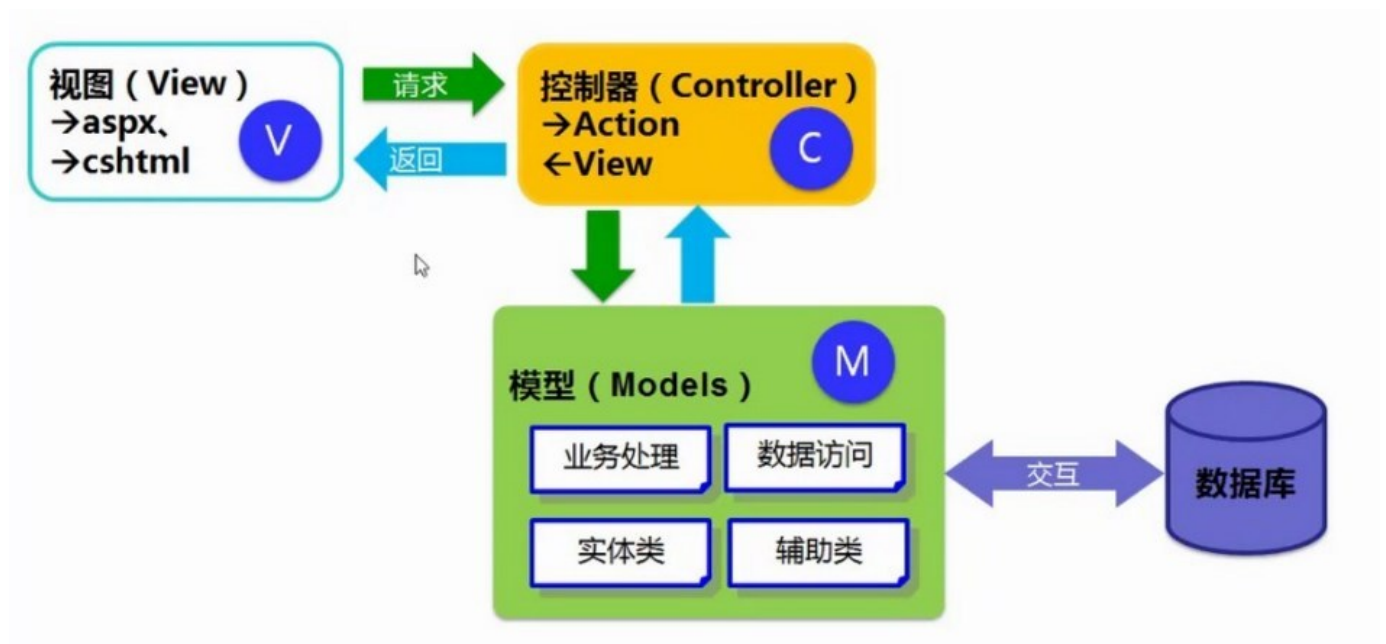 视图（View）
→aspx、
→cshtml
V
请求
返回
控制器（Controller）
→Action
←View
C
模型（Models）
M
业务处理
数据访问
实体类
辅助类
交互
数据库